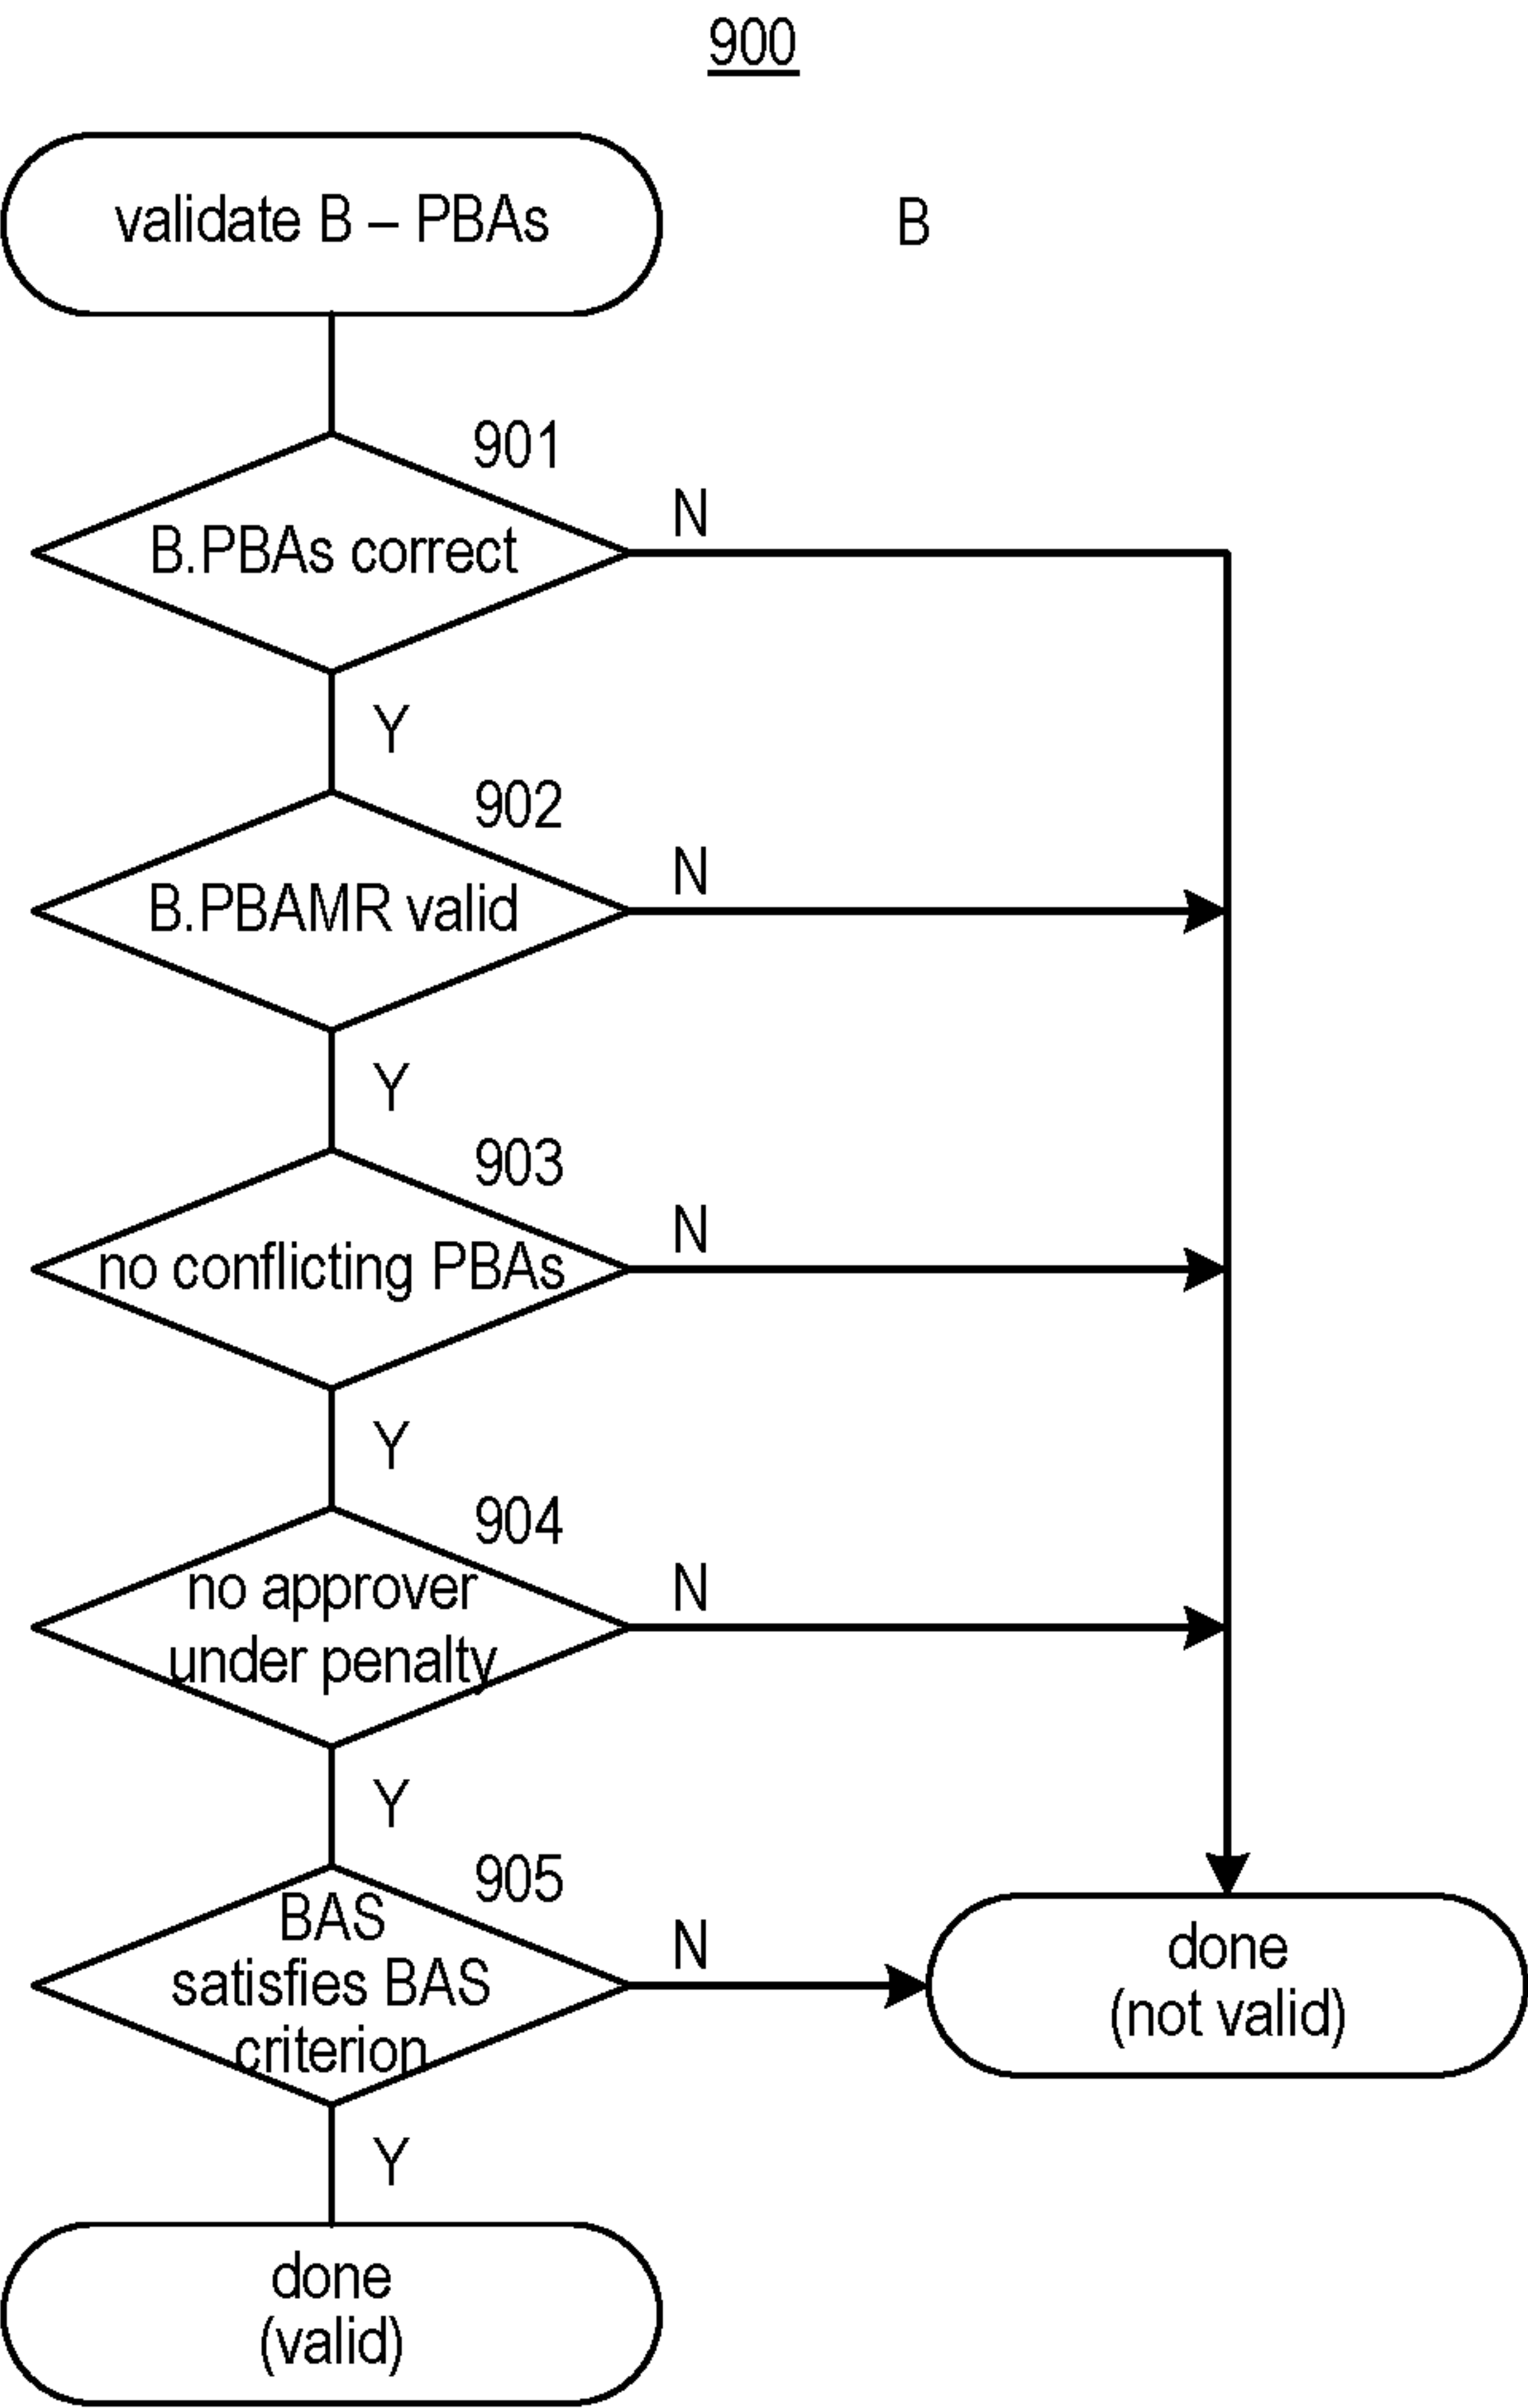 900
validate B – PBAs
B
901
B.PBAs correct
N
Y
902
B.PBAMR valid
N
Y
903
no conflicting PBAs
N
Y
904
no approver
under penalty
N
Y
905
BAS
satisfies BAS
criterion
N
done
(not valid)
Y
done
(valid)